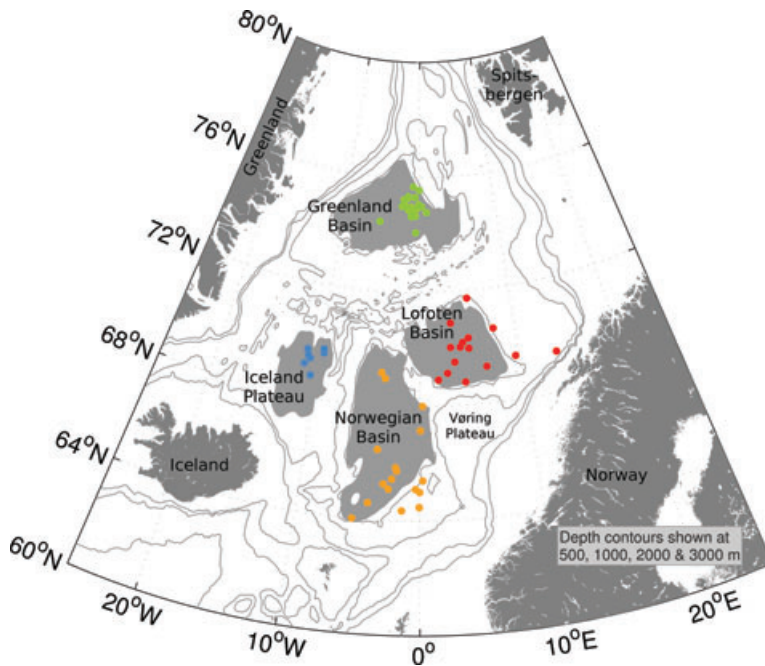 80°N
76°N
72°N
68°N
64°N
60°N
20°W
10°W
0°
10°E
20°E
Greenland
Spits-
bergen
Greenland
Basin
Lofoten
Basin
Iceland
Plateau
Norwegian
Basin
Vøring
Plateau
Iceland
Norway
Depth contours shown at
500, 1000, 2000 & 3000 m